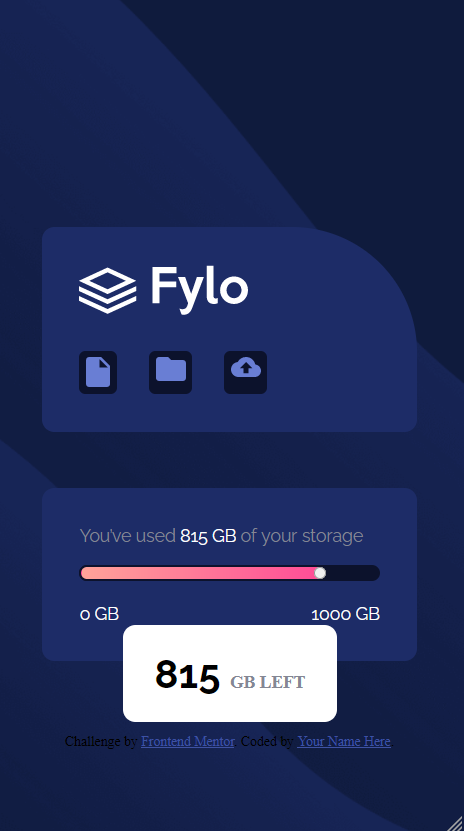 Fylo
You've used 815 GB of your storage
0 GB 1000 GB
815 GB LEFT
Challenge by Frontend Mentor. Coded by Your Name Here.